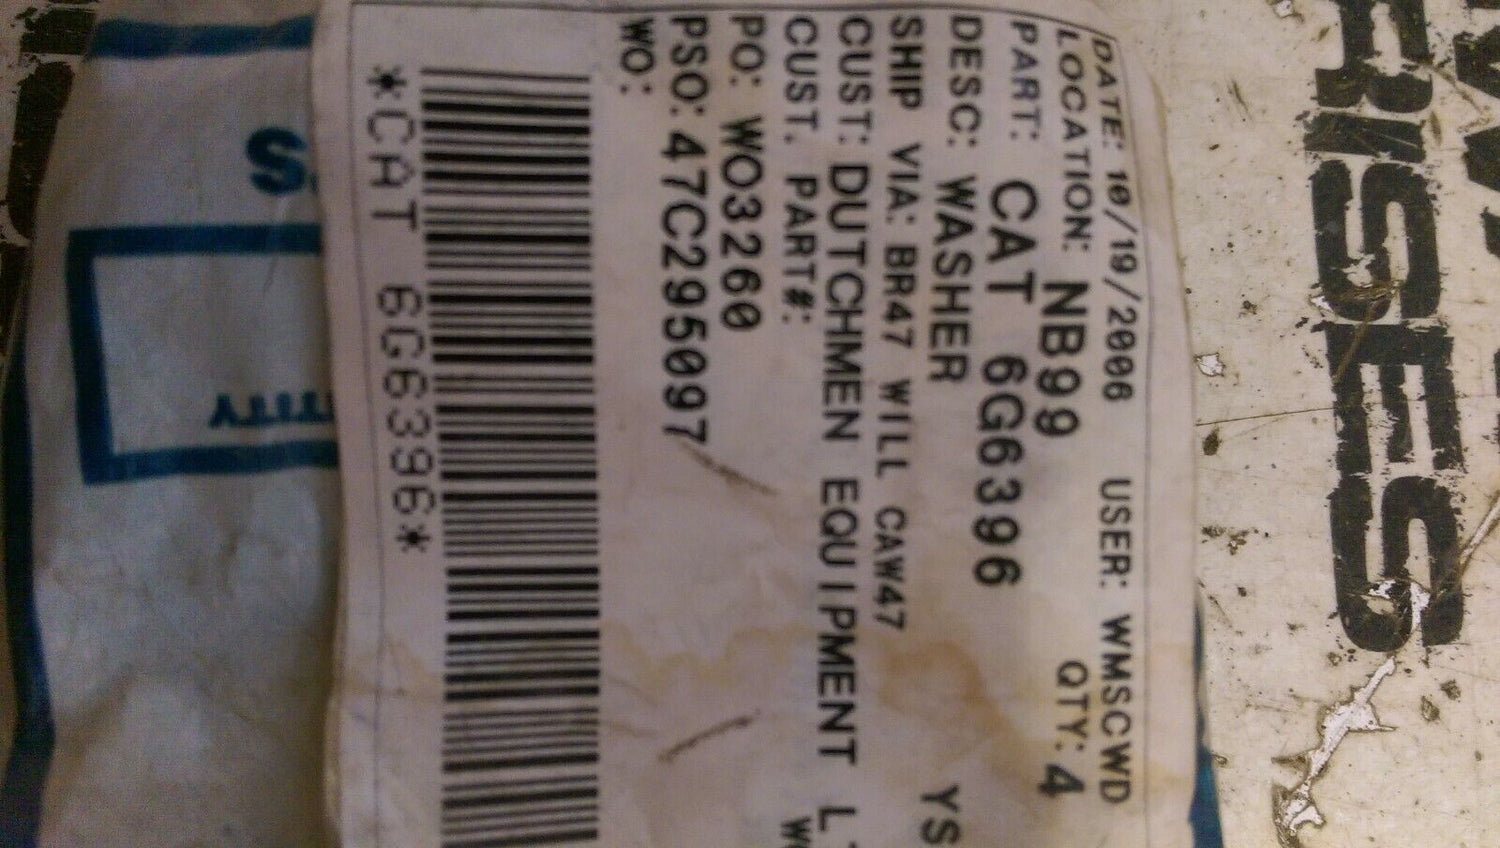 DATE: 10/19/2006 USER: WMSCWD
LOCATION: NB99 QTY: 4
PART: CAT 6G6396
DESC: WASHER YS
SHIP VIA: BR47 WILL CAW47
CUST: DUTCHMEN EQUIPMENT L
CUST. PART#:
PO: WO3260
PSO: 47C295097
WO:
*CAT 6G6396*